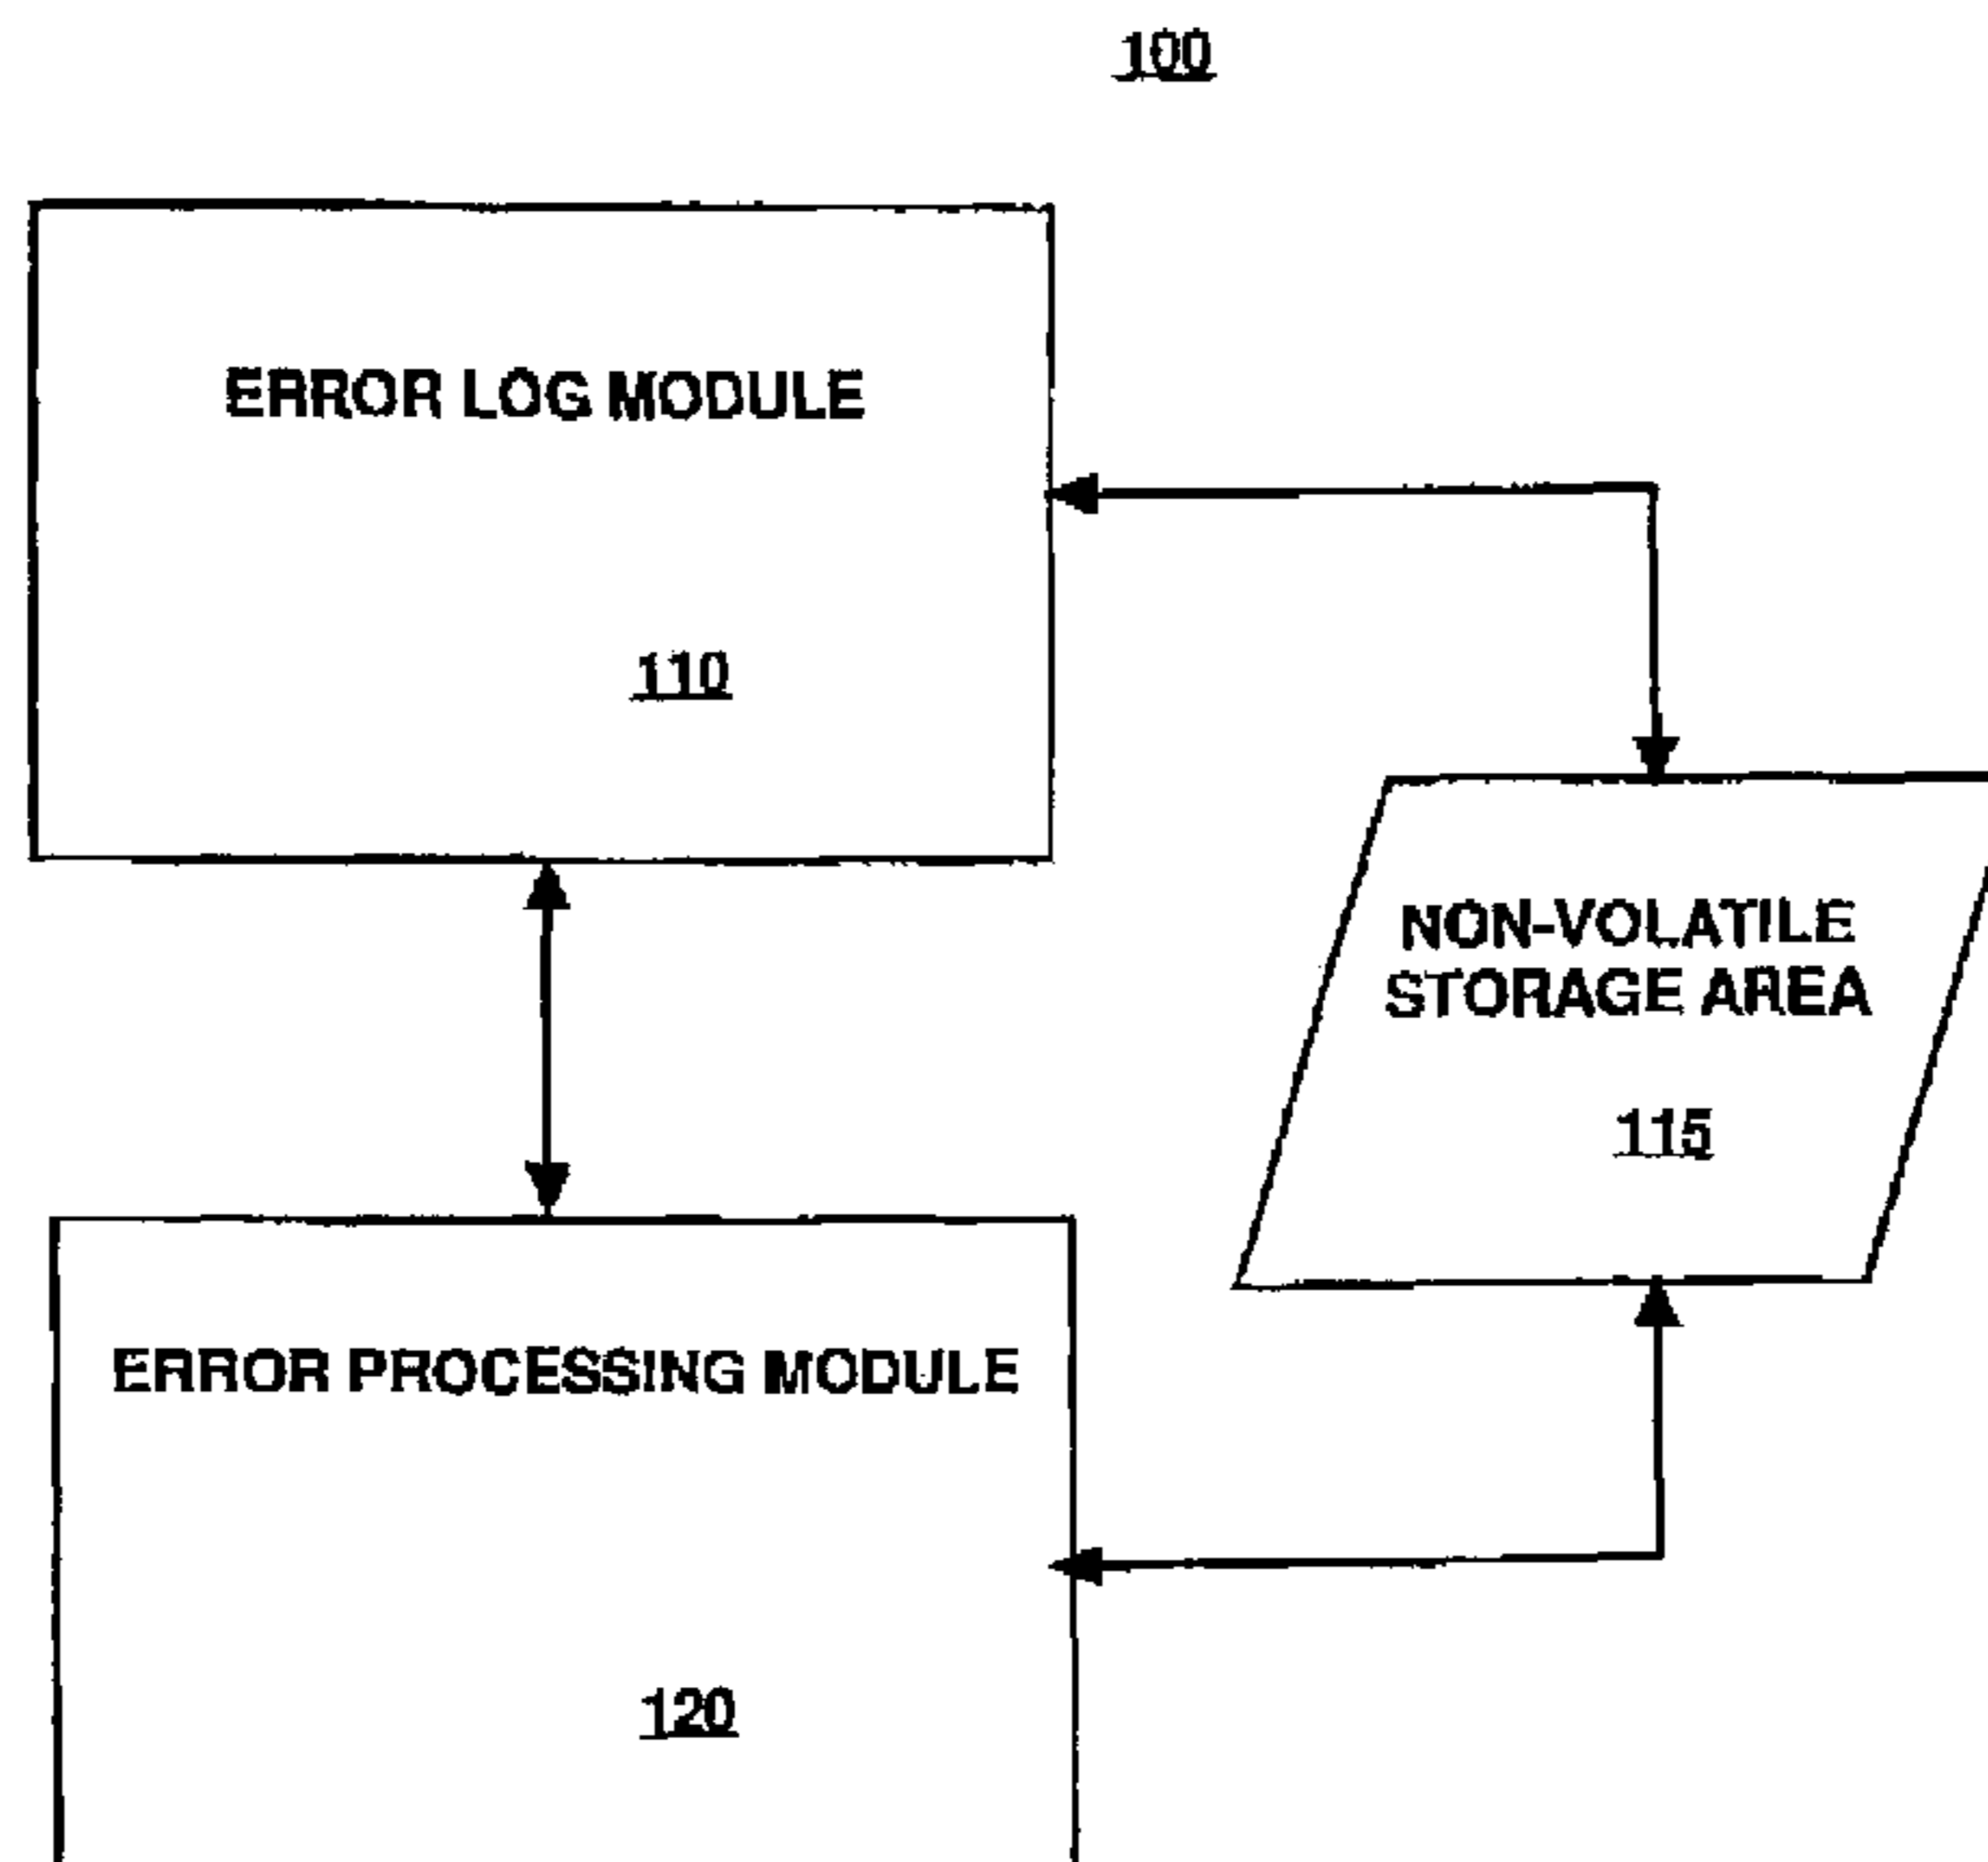 100
ERROR LOG MODULE
110
NON-VOLATILE
STORAGE AREA
115
ERROR PROCESSING MODULE
120